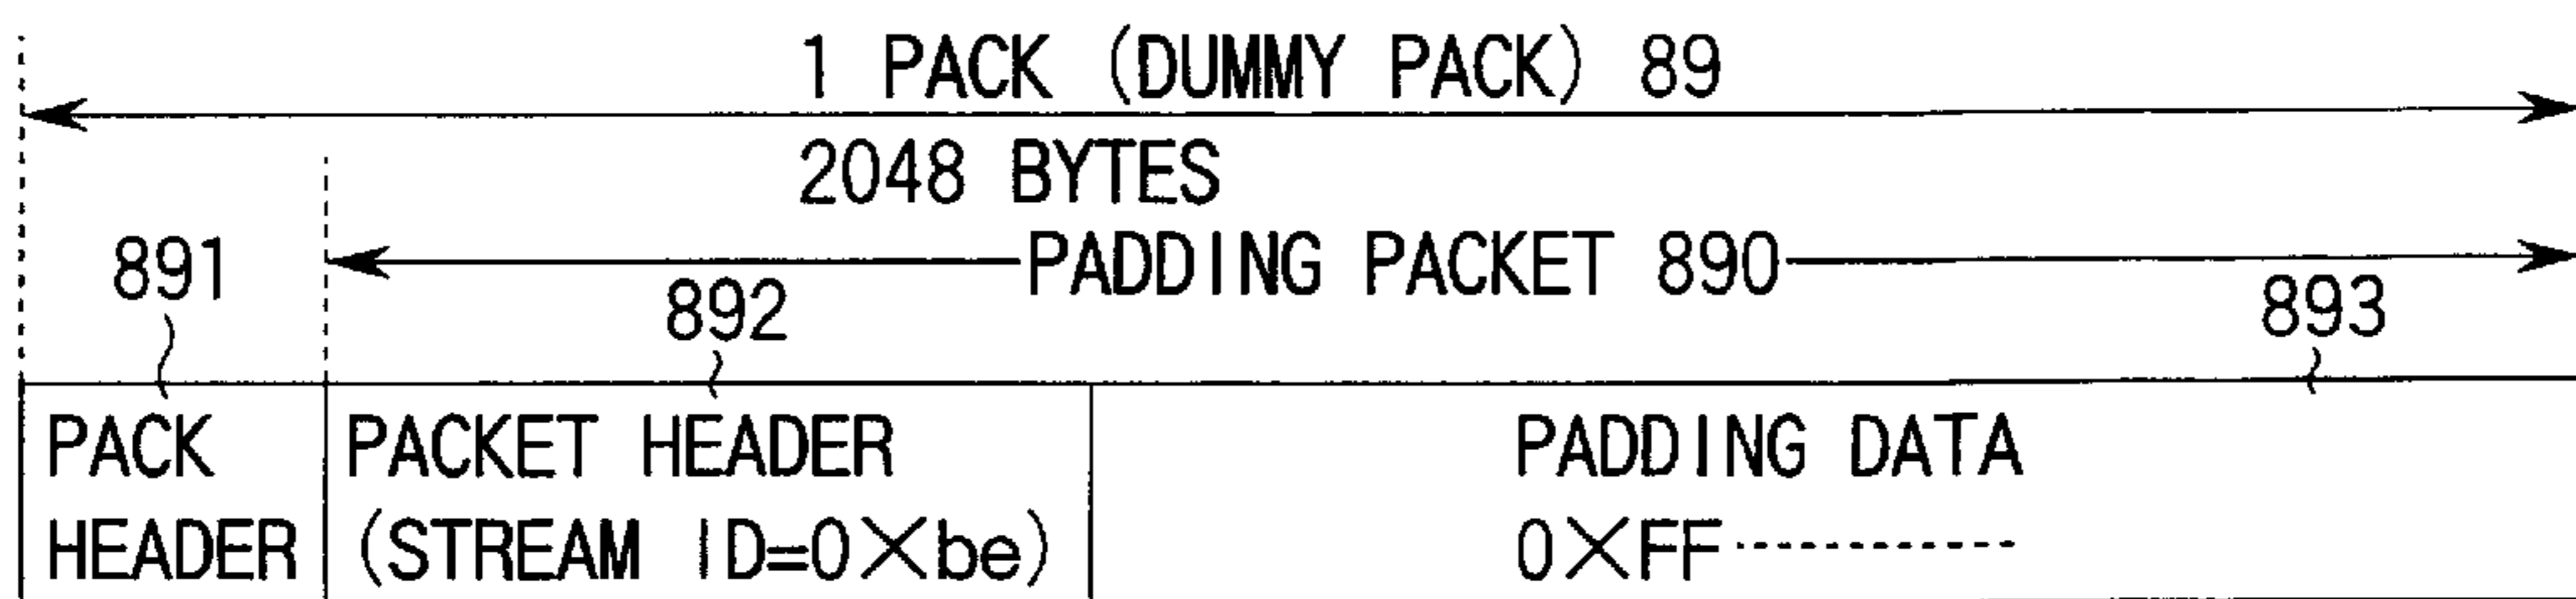 1 PACK (DUMMY PACK) 89
2048 BYTES
891
PADDING PACKET 890
892
893
PACK
HEADER
PACKET HEADER
(STREAM ID=0×be)
PADDING DATA
0×FF